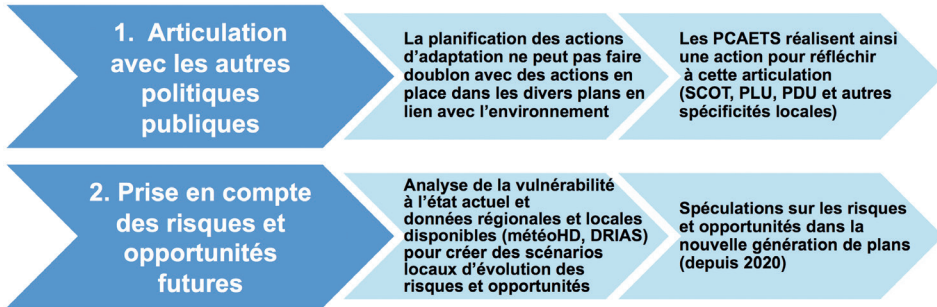 1. Articulation
avec les autres
politiques
publiques
La planification des actions
d’adaptation ne peut pas faire
doublon avec des actions en
place dans les divers plans en
lien avec l’environnement
Les PCAETS réalisent ainsi
une action pour réfléchir
à cette articulation
(SCOT, PLU, PDU et autres
spécificités locales)
2. Prise en compte
des risques et
opportunités
futures
Analyse de la vulnérabilité
à l’état actuel et
données régionales et locales
disponibles (météoHD, DRIAS)
pour créer des scénarios
locaux d’évolution des
risques et opportunités
Spéculations sur les risques
et opportunités dans la
nouvelle génération de plans
(depuis 2020)